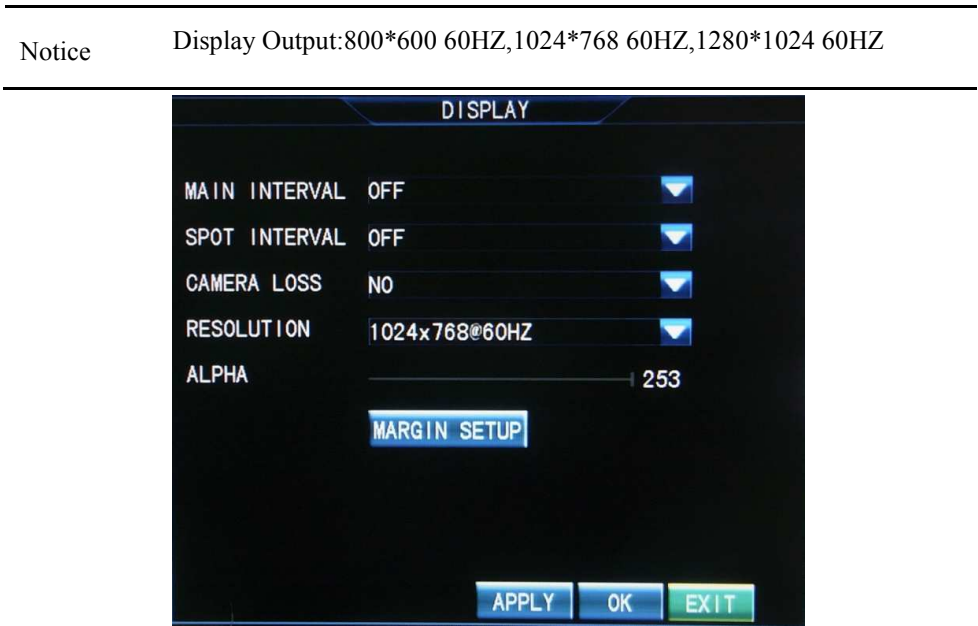 Notice Display Output:800*600 60HZ,1024*768 60HZ,1280*1024 60HZ
DISPLAY
MAIN INTERVAL OFF
SPOT INTERVAL OFF
CAMERA LOSS NO
RESOLUTION 1024x768@60HZ
ALPHA 253
MARGIN SETUP
APPLY OK EXIT